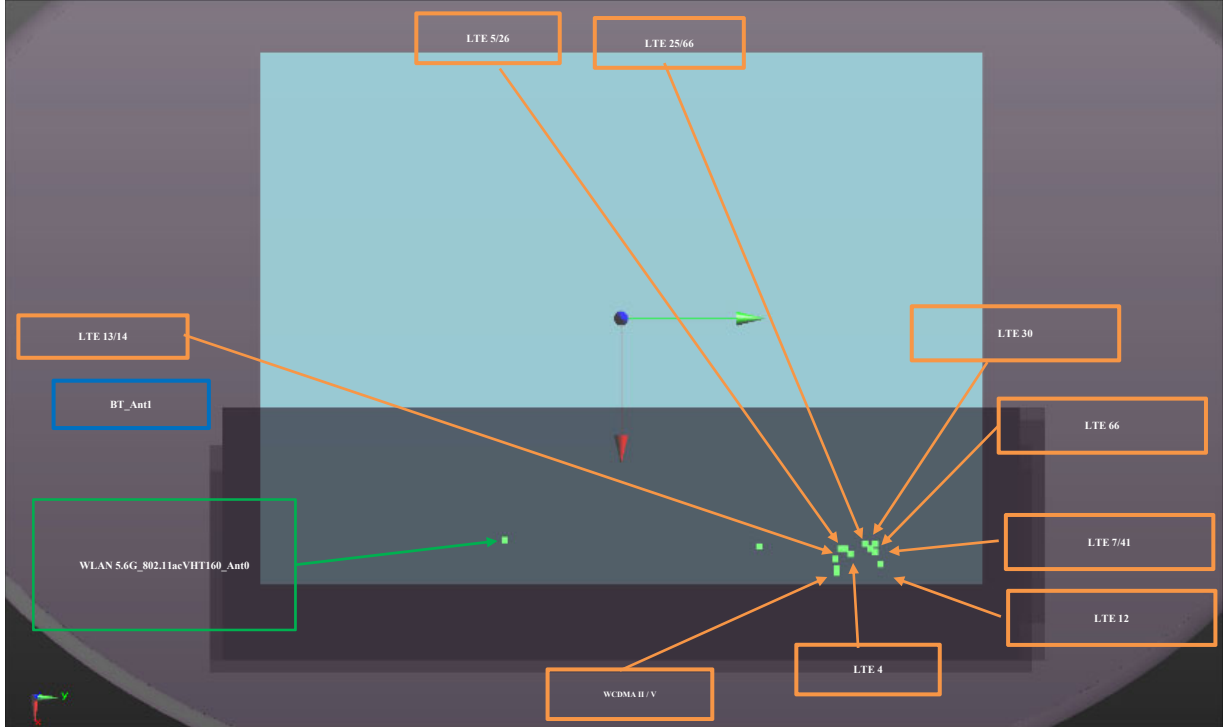 LTE 5/26
LTE 25/66
LTE 13/14
LTE 30
BT_Ant1
LTE 66
WLAN 5.6G_802.11acVHT160_Ant0
LTE 7/41
LTE 12
LTE 4
WCDMA II / V
Y
X